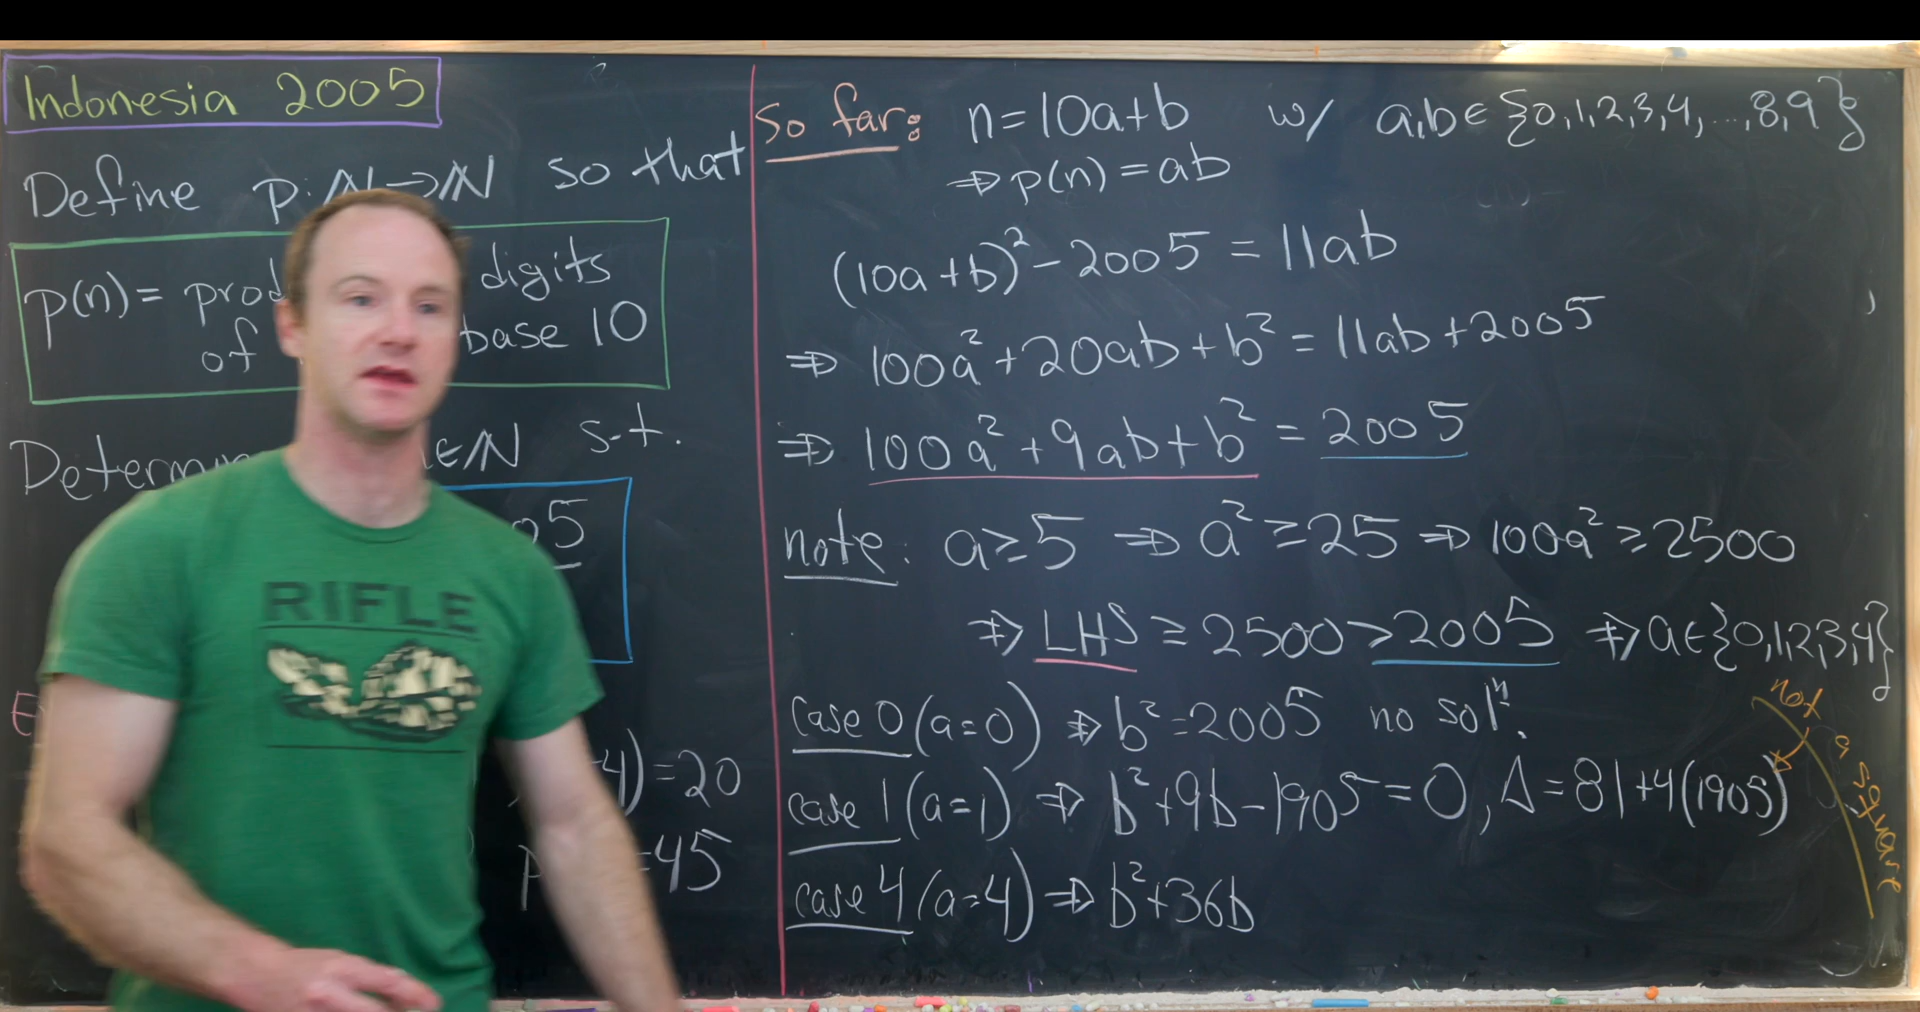 Indonesia 2005
Define p: ℕ→ℕ so that
p(n) = prod digits
of base 10
∈ℕ s.t.
05
4) = 20
p =45
RIFLE
So far: n=10a+b w/ a,b ∈ {0,1,2,3,4,...,8,9}
⇒ p(n) = ab
(10a+b)² - 2005 = 11ab
⇒ 100a² + 20ab + b² = 11ab + 2005
⇒ 100a² + 9ab + b² = 2005
note: a≥5 ⇒ a² ≥ 25 ⇒ 100a² ≥ 2500
⇒ LHS ≥ 2500 > 2005 ⇒ a∈{0,1,2,3,4}
case 0 (a=0) ⇒ b² = 2005 no solⁿ.
case 1 (a=1) ⇒ b²+9b-1905=0, Δ=81+4(1905)
not a square
case 4 (a=4) ⇒ b²+36b